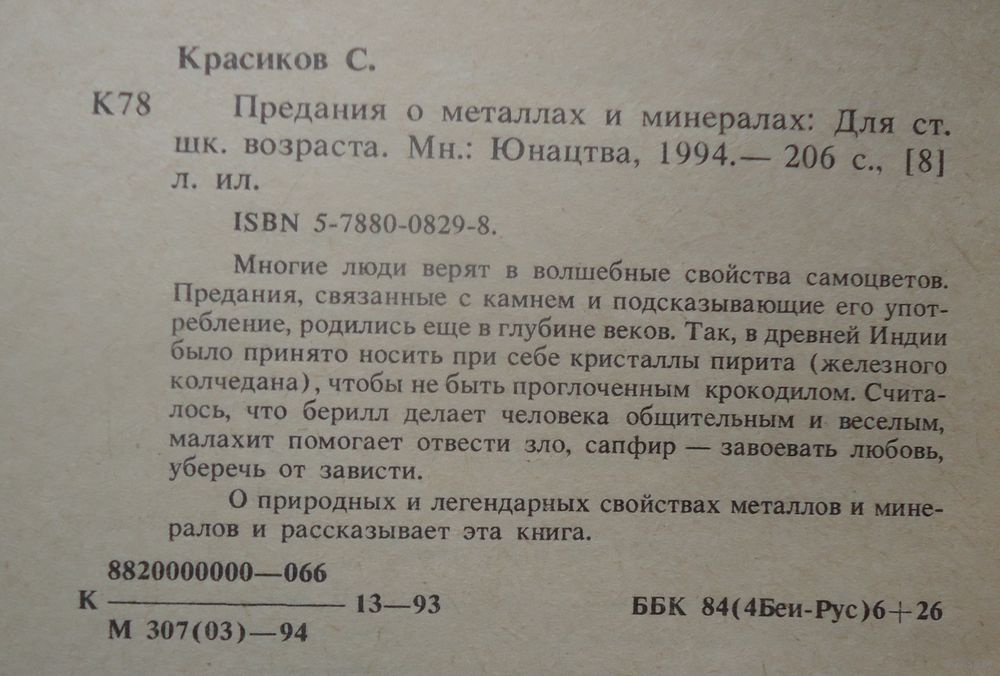 Красиков С.
К78 Предания о металлах и минералах: Для ст.
шк. возраста. Мн.: Юнацтва, 1994.— 206 с., [8]
л. ил.
ISBN 5-7880-0829-8.
Многие люди верят в волшебные свойства самоцветов.
Предания, связанные с камнем и подсказывающие его упот-
ребление, родились еще в глубине веков. Так, в древней Индии
было принято носить при себе кристаллы пирита (железного
колчедана), чтобы не быть проглоченным крокодилом. Счита-
лось, что берилл делает человека общительным и веселым,
малахит помогает отвести зло, сапфир — завоевать любовь,
уберечь от зависти.
О природных и легендарных свойствах металлов и мине-
ралов и рассказывает эта книга.
8820000000—066
К 13—93
М 307(03)—94
ББК 84(4Беи-Рус)6+26